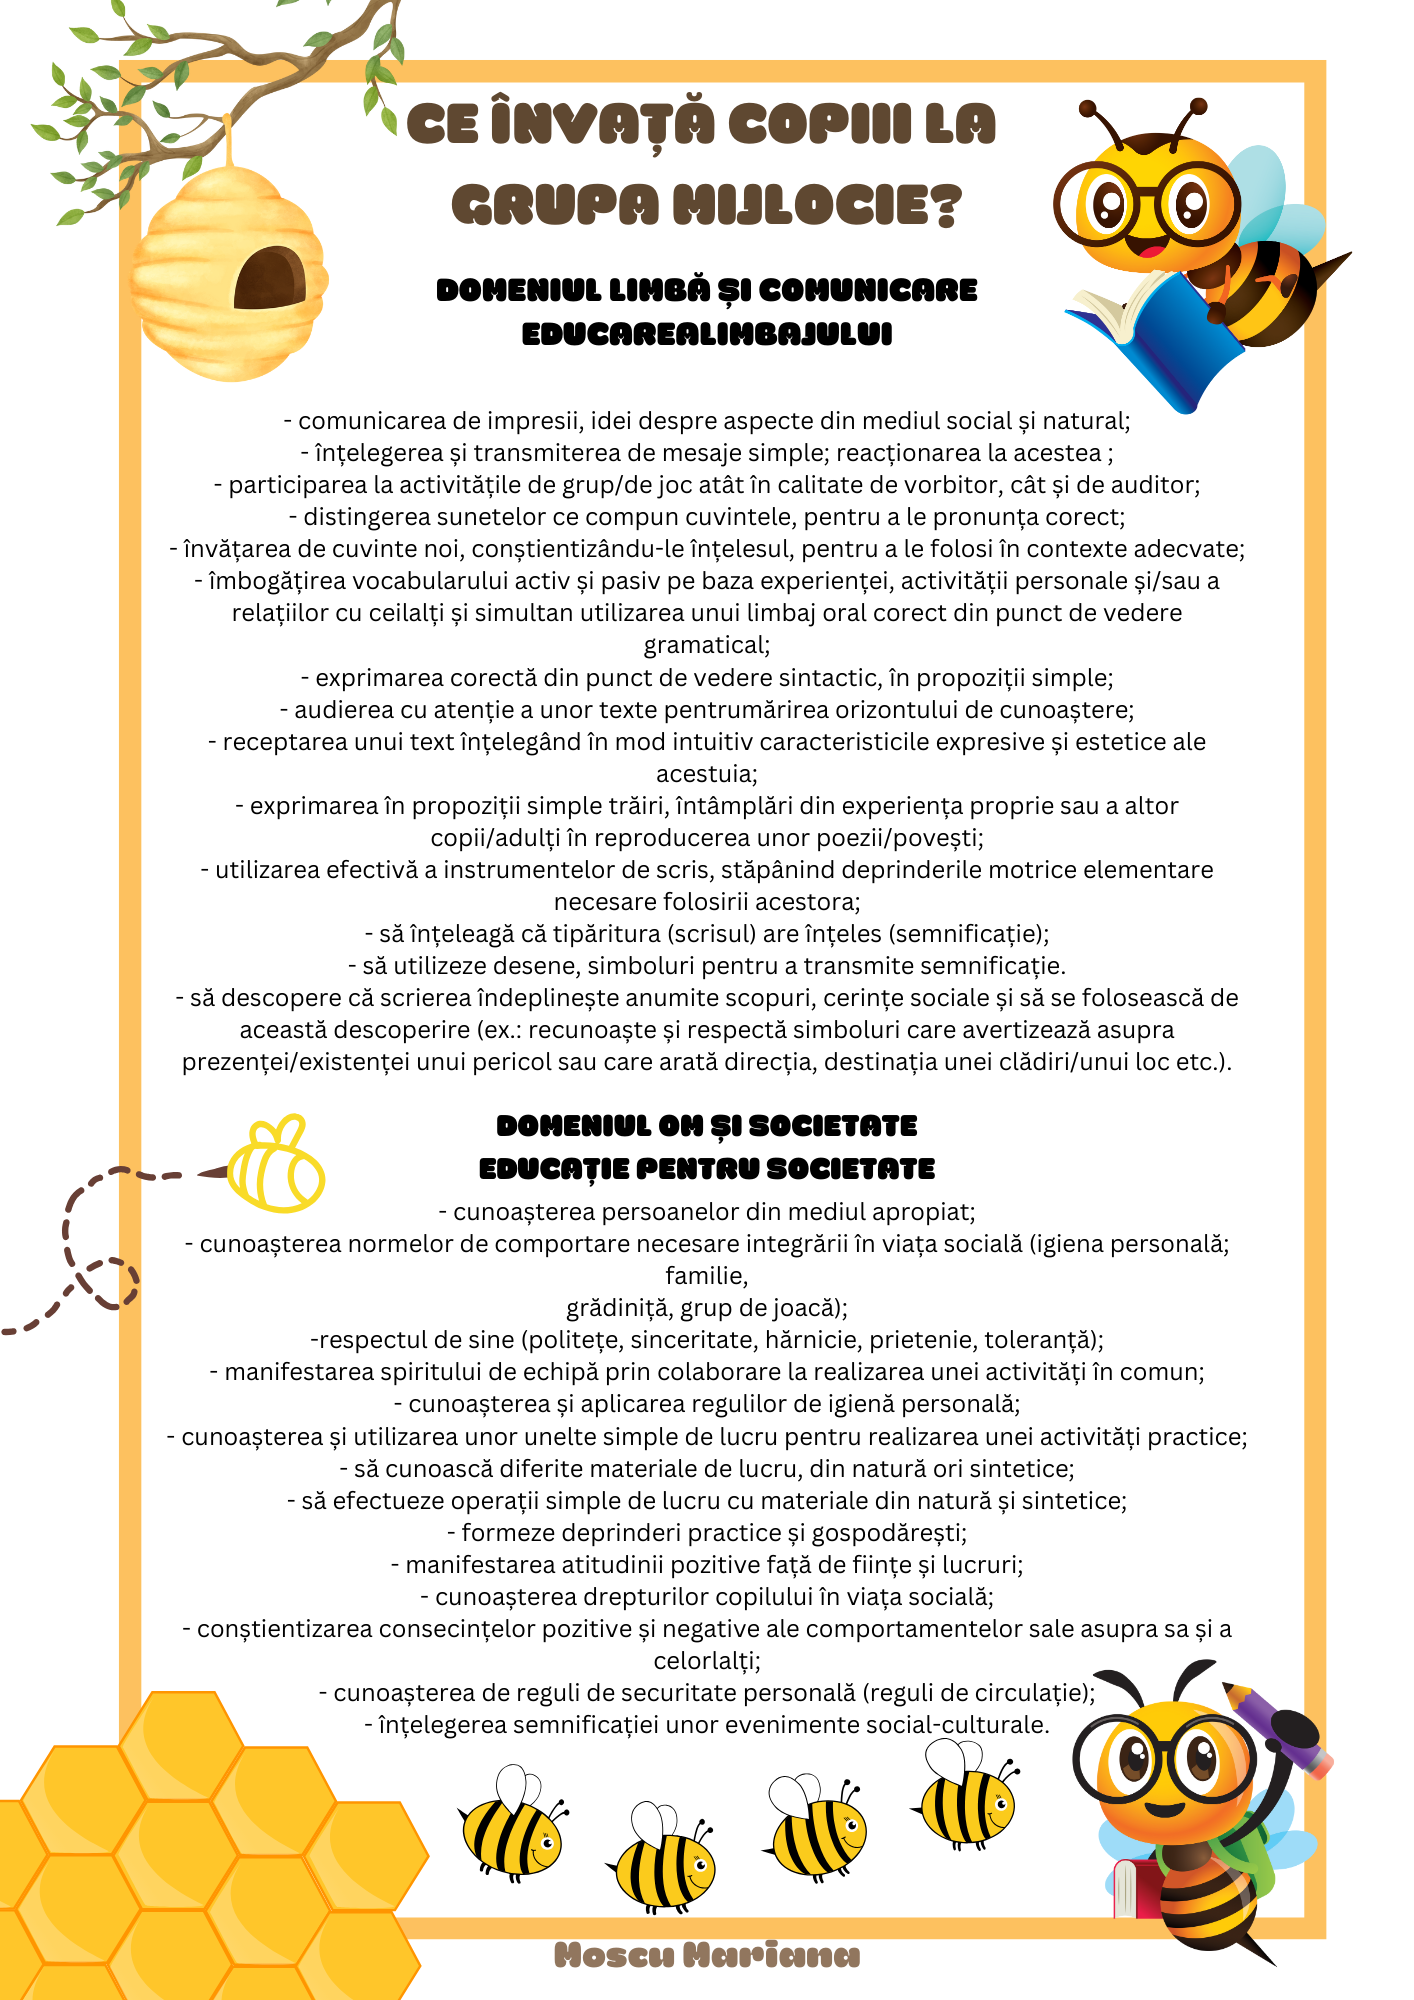 CE ÎNVAȚĂ COPIII LA
GRUPA MIJLOCIE?
DOMENIUL LIMBĂ ȘI COMUNICARE
EDUCAREALIMBAJULUI
- comunicarea de impresii, idei despre aspecte din mediul social și natural;
- înțelegerea și transmiterea de mesaje simple; reacționarea la acestea ;
- participarea la activitățile de grup/de joc atât în calitate de vorbitor, cât și de auditor;
- distingerea sunetelor ce compun cuvintele, pentru a le pronunța corect;
- învățarea de cuvinte noi, conștientizându-le înțelesul, pentru a le folosi în contexte adecvate;
- îmbogățirea vocabularului activ și pasiv pe baza experienței, activității personale și/sau a
relațiilor cu ceilalți și simultan utilizarea unui limbaj oral corect din punct de vedere
gramatical;
- exprimarea corectă din punct de vedere sintactic, în propoziții simple;
- audierea cu atenție a unor texte pentrumărirea orizontului de cunoaștere;
- receptarea unui text înțelegând în mod intuitiv caracteristicile expresive și estetice ale
acestuia;
- exprimarea în propoziții simple trăiri, întâmplări din experiența proprie sau a altor
copii/adulți în reproducerea unor poezii/povești;
- utilizarea efectivă a instrumentelor de scris, stăpânind deprinderile motrice elementare
necesare folosirii acestora;
- să înțeleagă că tipăritura (scrisul) are înțeles (semnificație);
- să utilizeze desene, simboluri pentru a transmite semnificație.
- să descopere că scrierea îndeplinește anumite scopuri, cerințe sociale și să se folosească de
această descoperire (ex.: recunoaște și respectă simboluri care avertizează asupra
prezenței/existenței unui pericol sau care arată direcția, destinația unei clădiri/unui loc etc.).
DOMENIUL OM ȘI SOCIETATE
EDUCAȚIE PENTRU SOCIETATE
- cunoașterea persoanelor din mediul apropiat;
- cunoașterea normelor de comportare necesare integrării în viața socială (igiena personală;
familie,
grădiniță, grup de joacă);
-respectul de sine (politețe, sinceritate, hărnicie, prietenie, toleranță);
- manifestarea spiritului de echipă prin colaborare la realizarea unei activități în comun;
- cunoașterea și aplicarea regulilor de igienă personală;
- cunoașterea și utilizarea unor unelte simple de lucru pentru realizarea unei activități practice;
- să cunoască diferite materiale de lucru, din natură ori sintetice;
- să efectueze operații simple de lucru cu materiale din natură și sintetice;
- formeze deprinderi practice și gospodărești;
- manifestarea atitudinii pozitive față de ființe și lucruri;
- cunoașterea drepturilor copilului în viața socială;
- conștientizarea consecințelor pozitive și negative ale comportamentelor sale asupra sa și a
celorlalți;
- cunoașterea de reguli de securitate personală (reguli de circulație);
- înțelegerea semnificației unor evenimente social-culturale.
Moscu Mariana